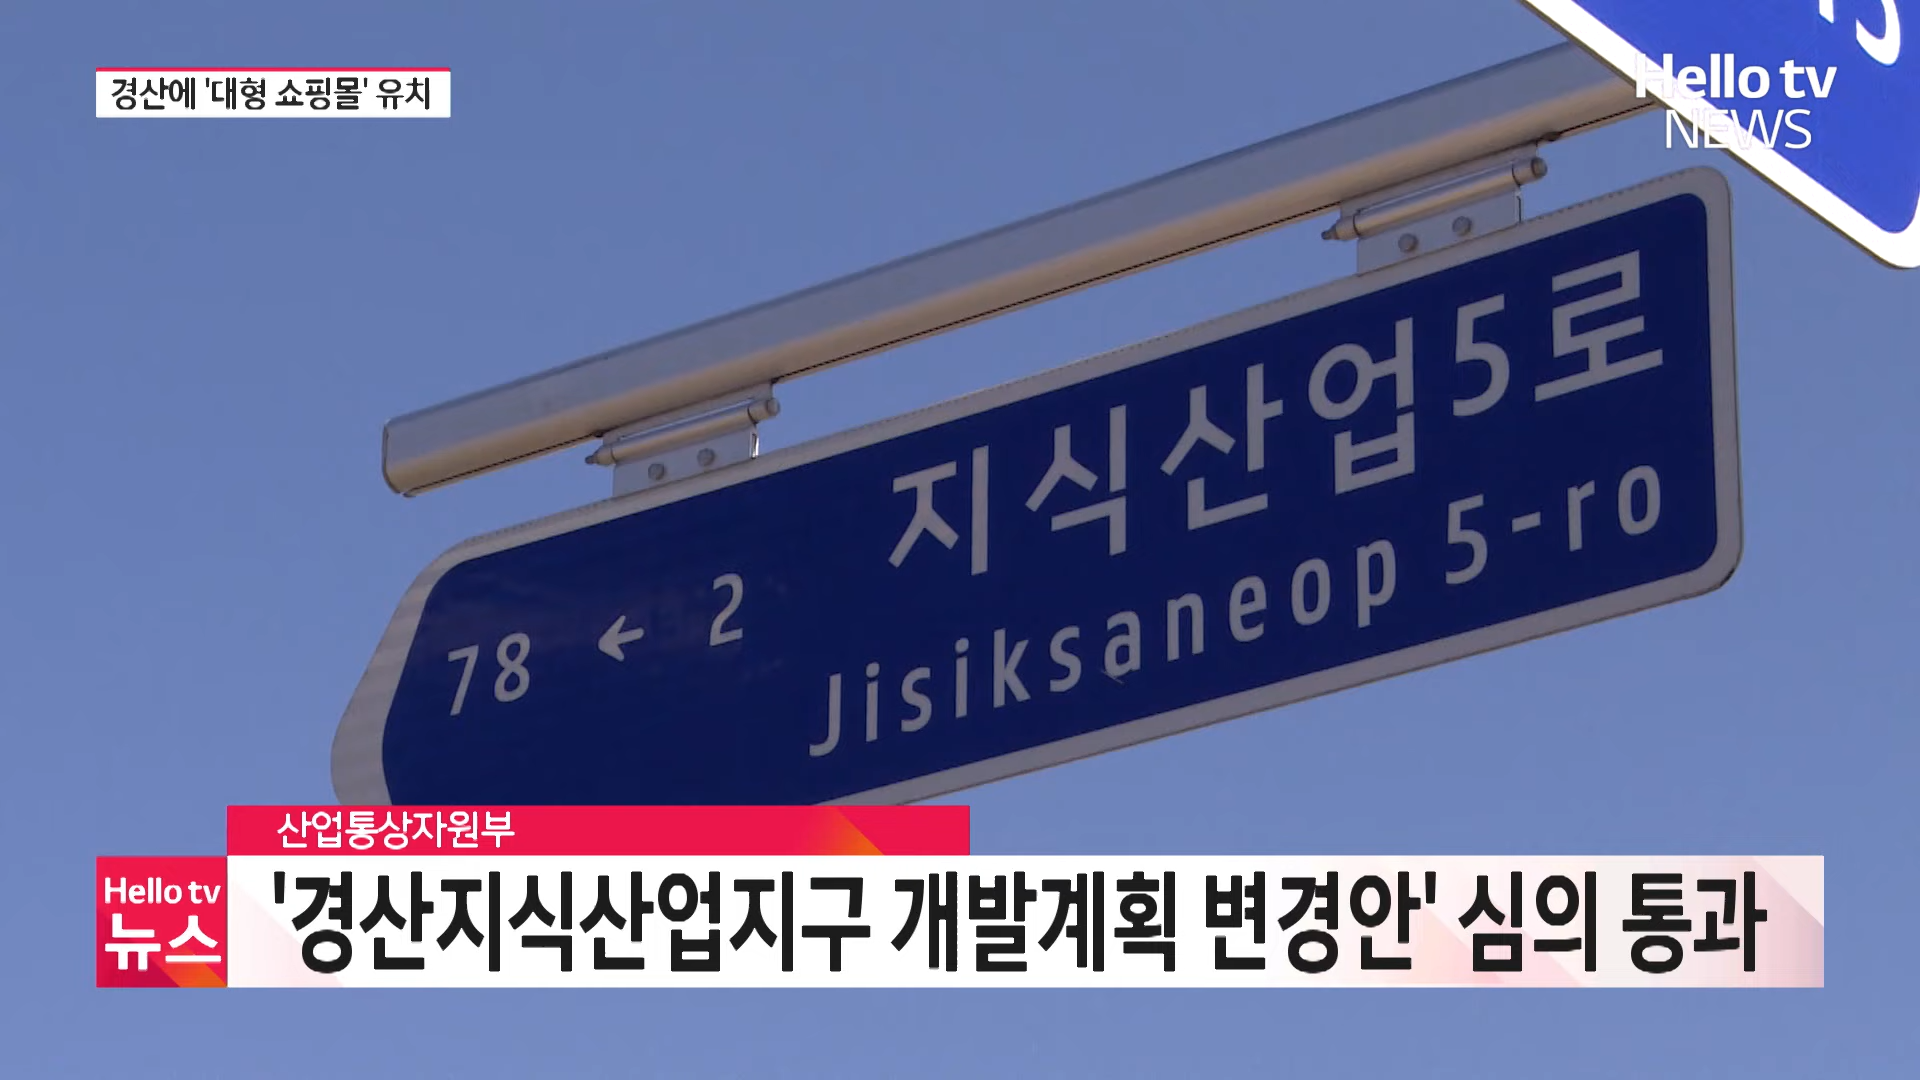 경산에 '대형 쇼핑몰' 유치
Hello tv
NEWS
지식산업5로
78 ← 2
Jisiksaneop 5-ro
산업통상자원부
Hello tv
뉴스
'경산지식산업지구 개발계획 변경안' 심의 통과